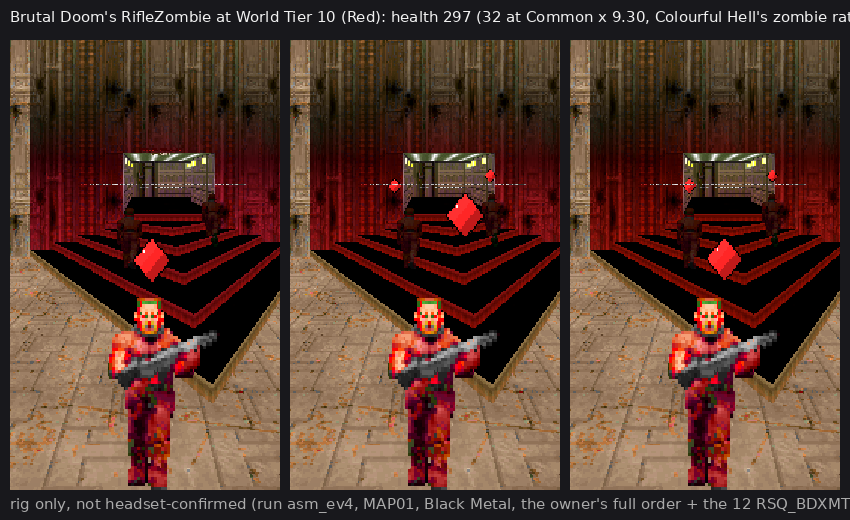 Brutal Doom's RifleZombie at World Tier 10 (Red): health 297 (32 at Common x 9.30, Colourful Hell's zombie rat
rig only, not headset-confirmed (run asm_ev4, MAP01, Black Metal, the owner's full order + the 12 RSQ_BDXMT